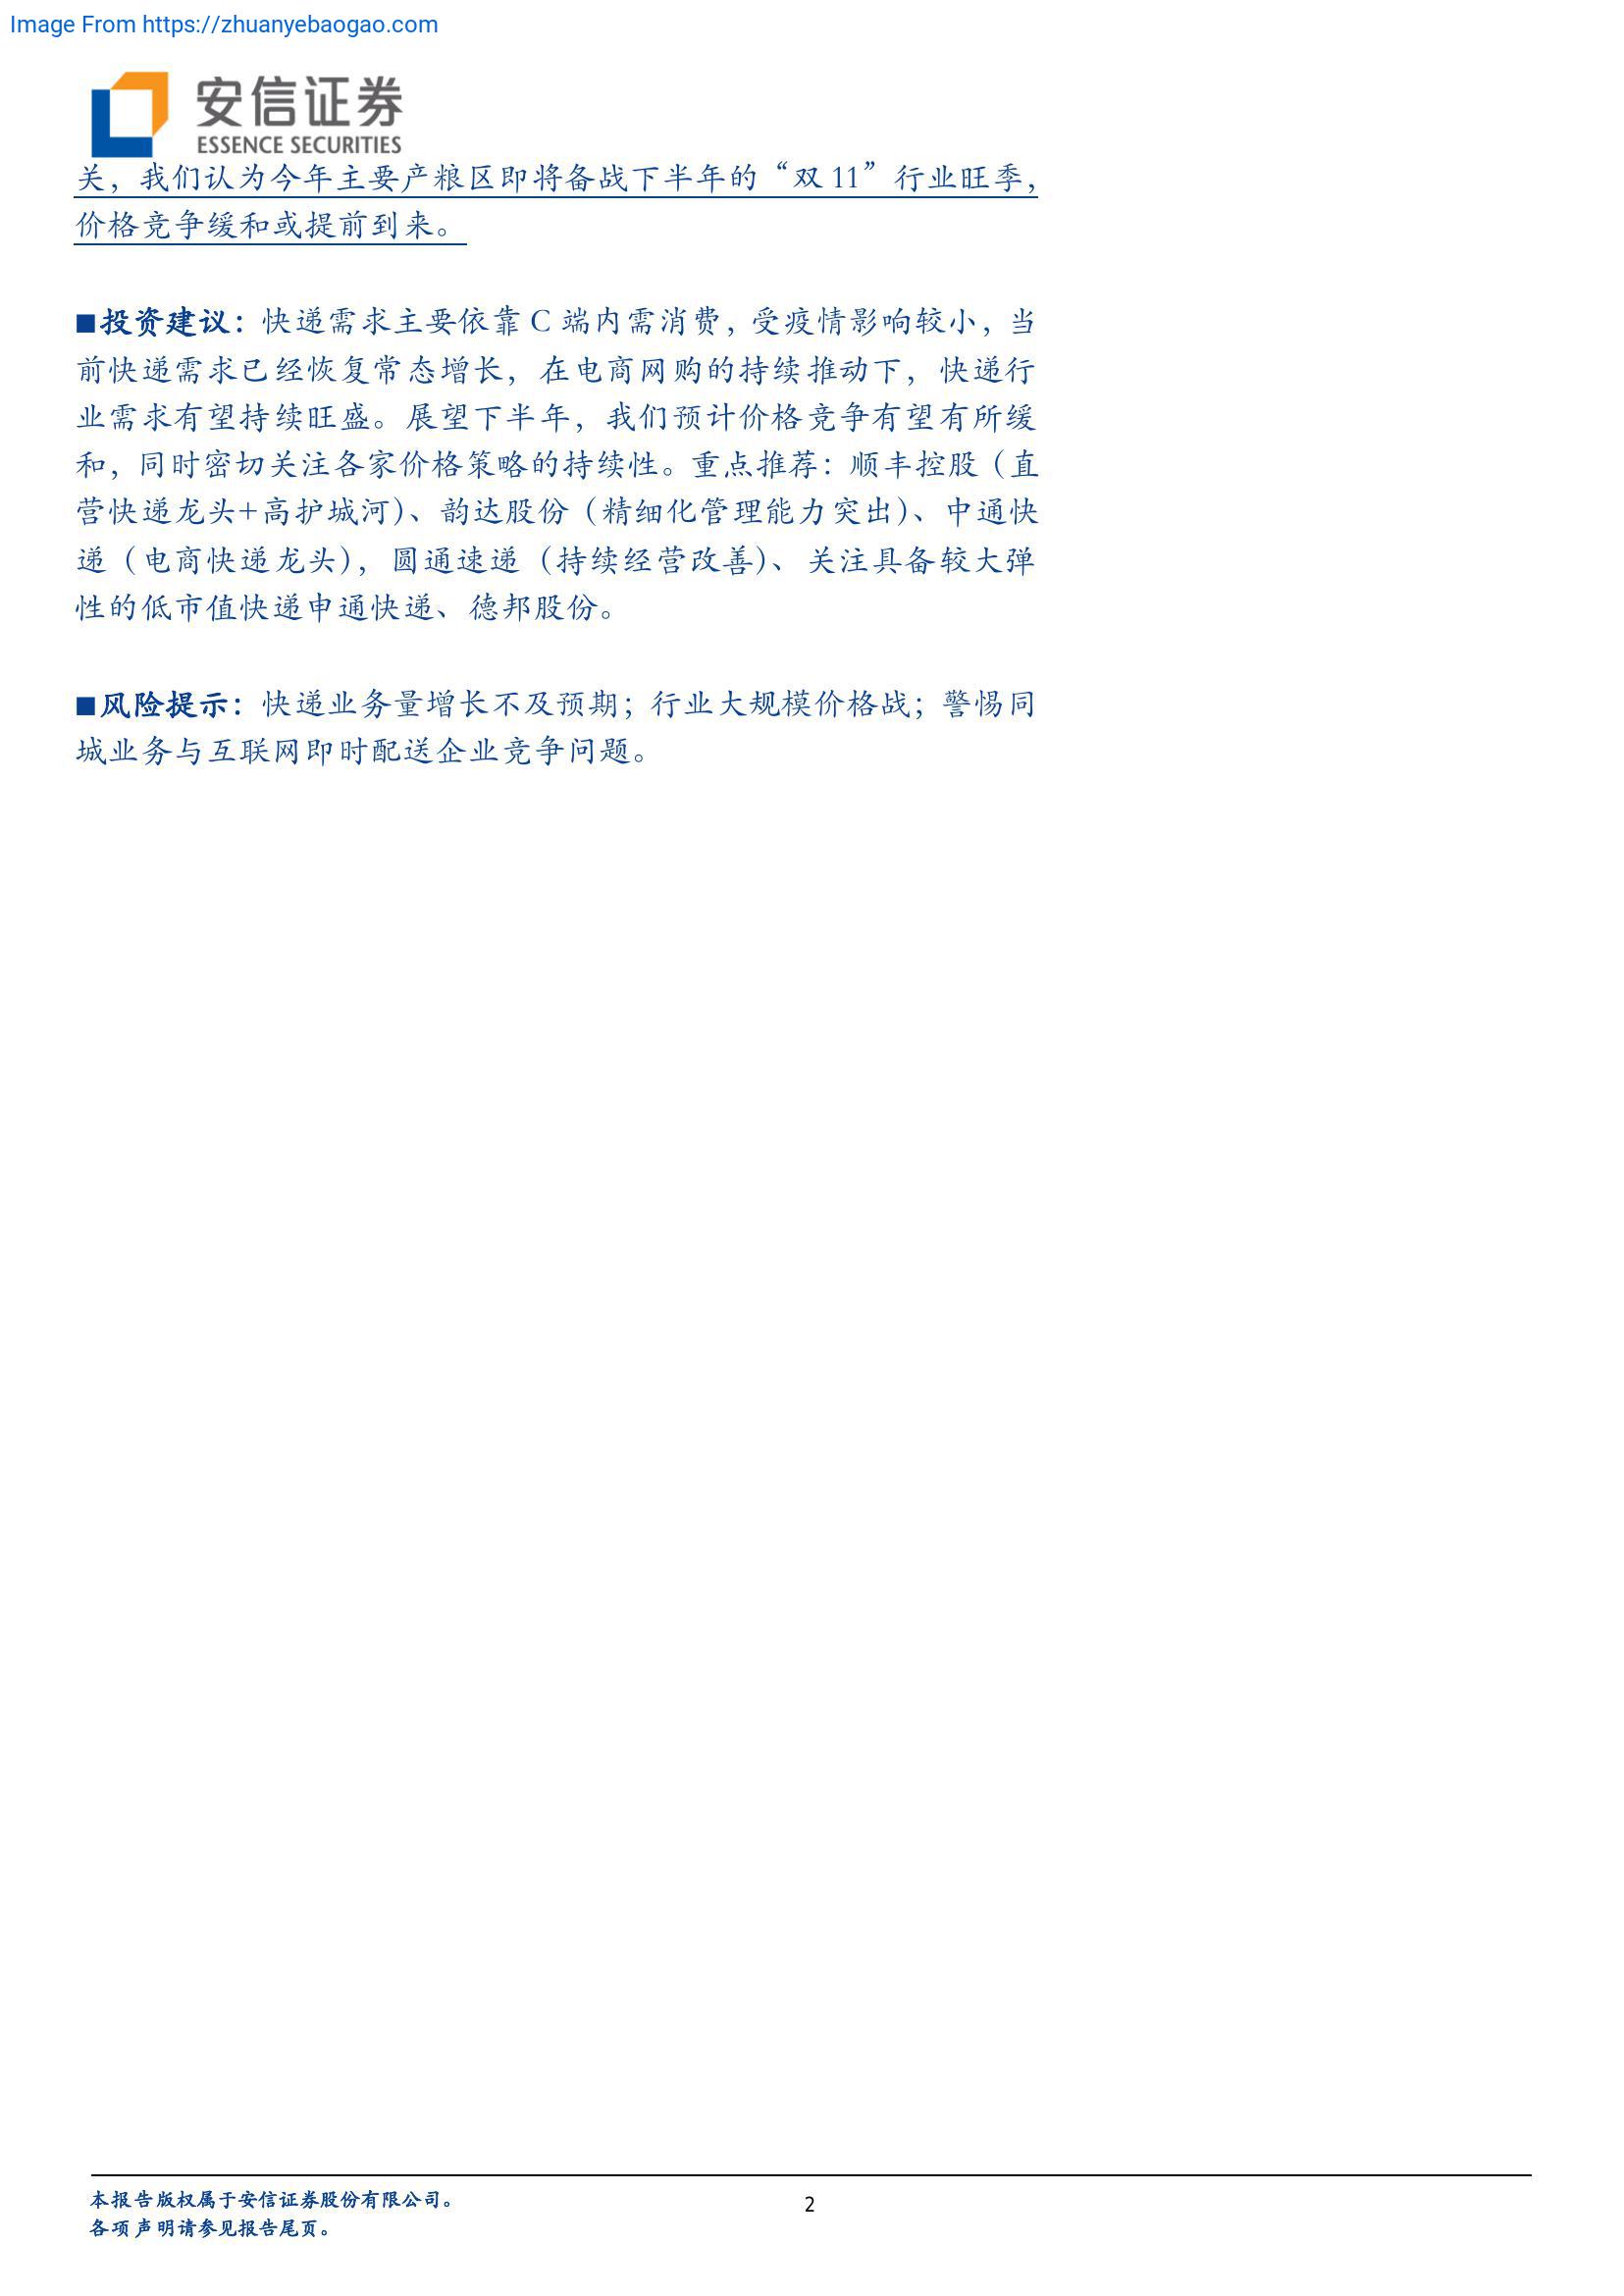 Image From https://zhuanyebaogao.com
安信证券
ESSENCE SECURITIES
关，我们认为今年主要产粮区即将备战下半年的“双 11”行业旺季，
价格竞争缓和或提前到来。
■投资建议：快递需求主要依靠 C 端内需消费，受疫情影响较小，当
前快递需求已经恢复常态增长，在电商网购的持续推动下，快递行
业需求有望持续旺盛。展望下半年，我们预计价格竞争有望有所缓
和，同时密切关注各家价格策略的持续性。重点推荐：顺丰控股（直
营快递龙头+高护城河）、韵达股份（精细化管理能力突出）、中通快
递（电商快递龙头），圆通速递（持续经营改善）、关注具备较大弹
性的低市值快递申通快递、德邦股份。
■风险提示：快递业务量增长不及预期；行业大规模价格战；警惕同
城业务与互联网即时配送企业竞争问题。
本报告版权属于安信证券股份有限公司。
2
各项声明请参见报告尾页。